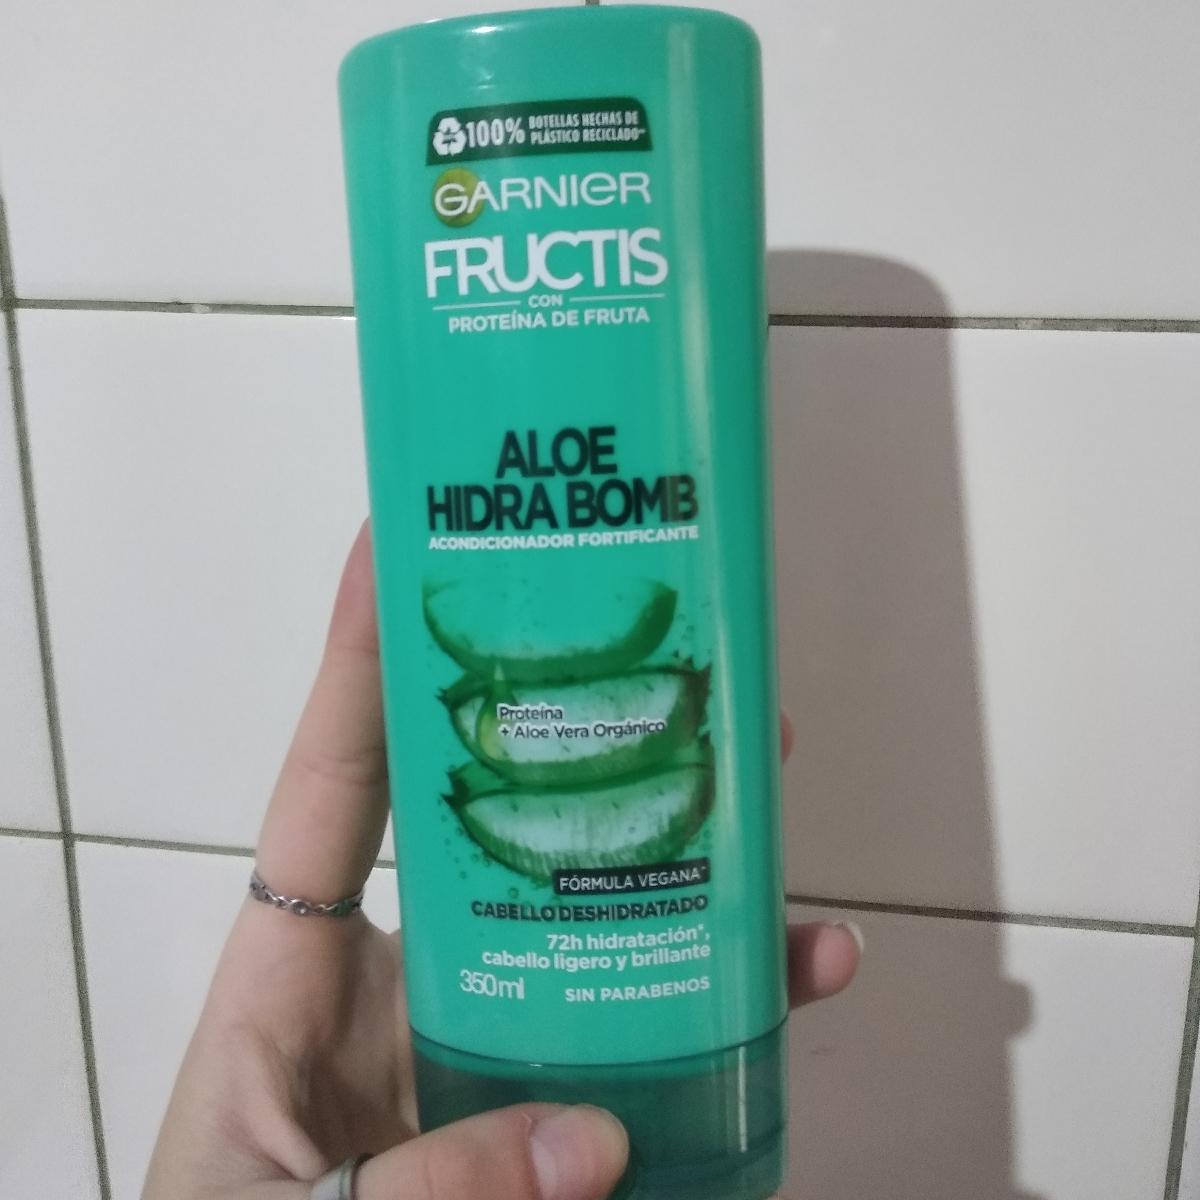 100% BOTELLAS HECHAS DE
PLÁSTICO RECICLADO**
GARNIER
FRUCTIS
CON
PROTEÍNA DE FRUTA
ALOE
HIDRA BOMB
ACONDICIONADOR FORTIFICANTE
Proteína
+ Aloe Vera Orgánico
FÓRMULA VEGANA**
CABELLO DESHIDRATADO
72h hidratación*,
cabello ligero y brillante
350ml
SIN PARABENOS